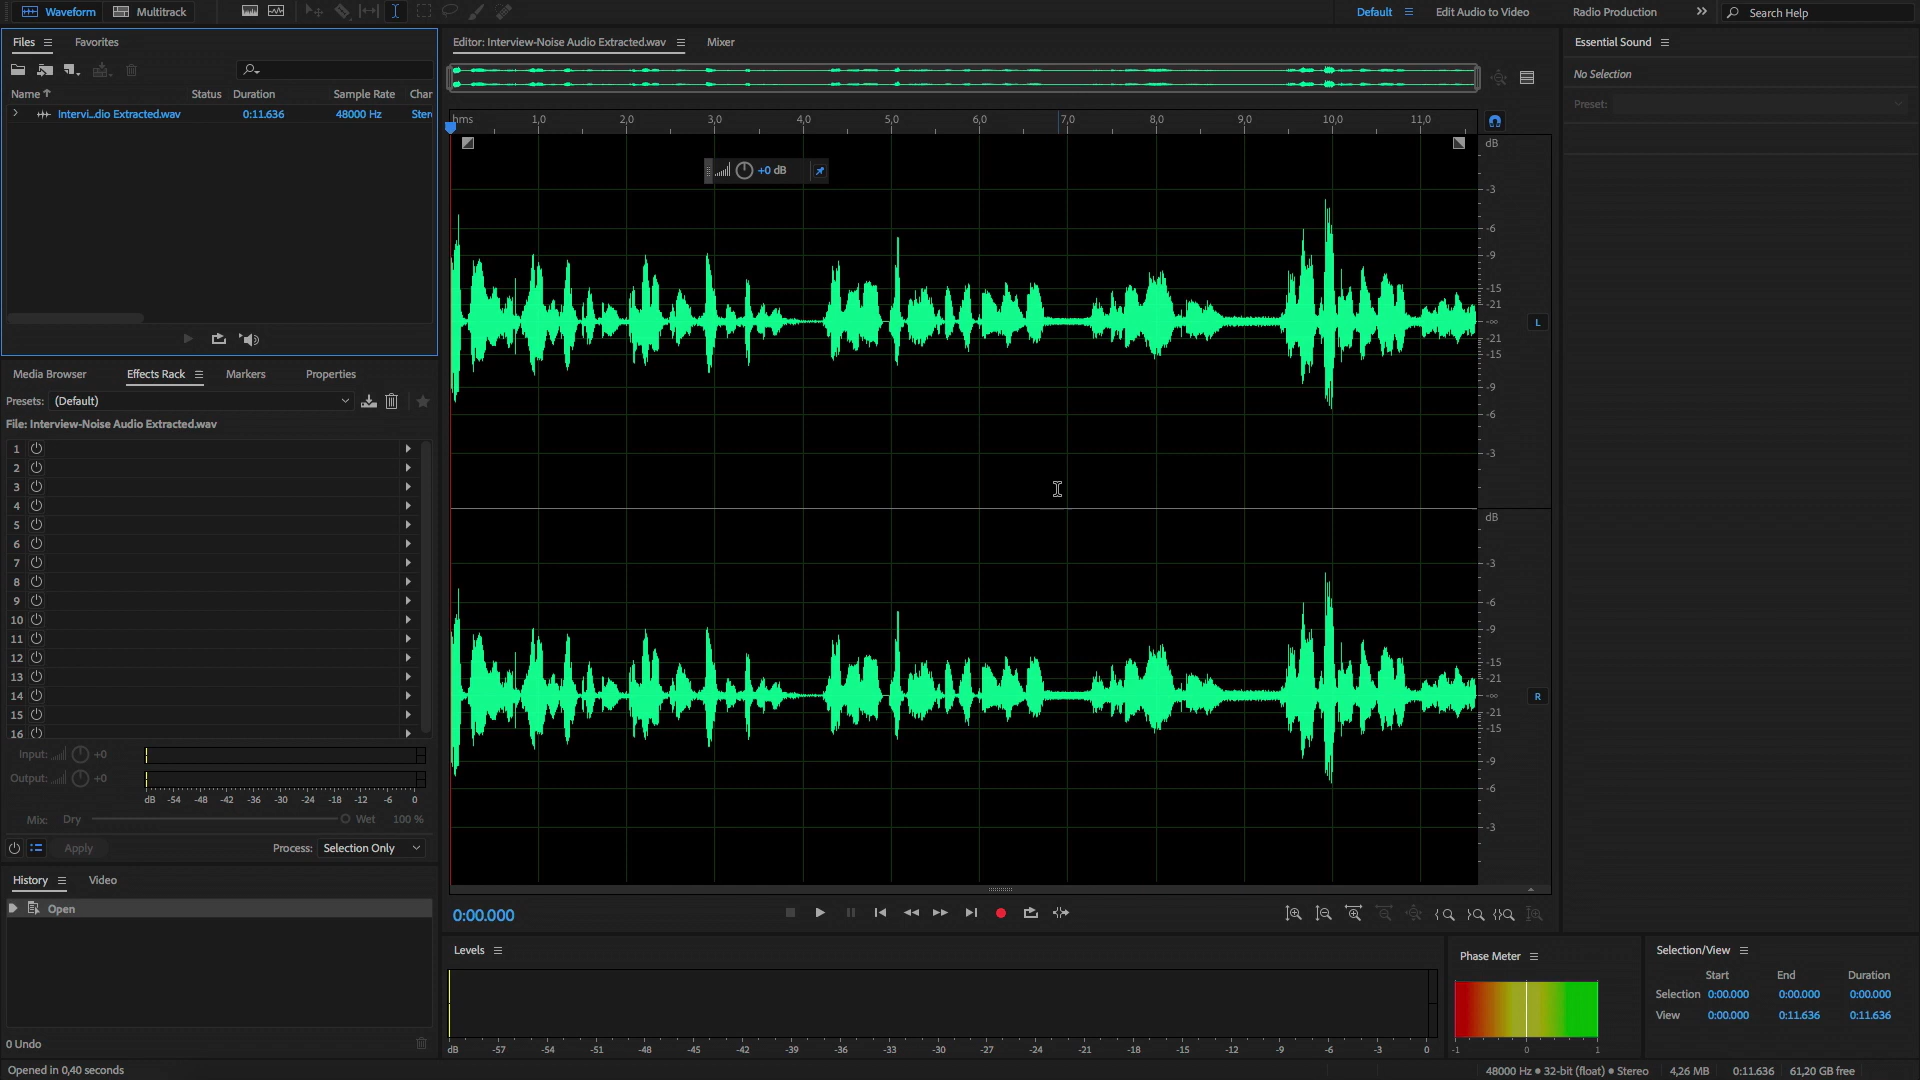 Waveform Multitrack Default Edit Audio to Video Radio Production Search Help
Files Favorites
Name Status Duration Sample Rate Char
Intervi...dio Extracted.wav 0:11.636 48000 Hz Ster
Media Browser Effects Rack Markers Properties
Presets: (Default)
File: Interview-Noise Audio Extracted.wav
1
2
3
4
5
6
7
8
9
10
11
12
13
14
15
16
Input: +0
Output: +0
dB -54 -48 -42 -36 -30 -24 -18 -12 -6 0
Mix: Dry Wet 100 %
Apply Process: Selection Only
History Video
Open
0 Undo
Opened in 0,40 seconds
Editor: Interview-Noise Audio Extracted.wav Mixer
hms 1,0 2,0 3,0 4,0 5,0 6,0 7,0 8,0 9,0 10,0 11,0
+0 dB
dB
-3
-6
-9
-15
-21
-∞
-21
-15
-9
-6
-3
L
dB
-3
-6
-9
-15
-21
-∞
-21
-15
-9
-6
-3
R
0:00.000
Levels
dB -57 -54 -51 -48 -45 -42 -39 -36 -33 -30 -27 -24 -21 -18 -15 -12 -9 -6 -3 0
Phase Meter
-1 0 1
Essential Sound
No Selection
Preset:
Selection/View
Start End Duration
Selection 0:00.000 0:00.000 0:00.000
View 0:00.000 0:11.636 0:11.636
48000 Hz • 32-bit (float) • Stereo 4,26 MB 0:11.636 61,20 GB free